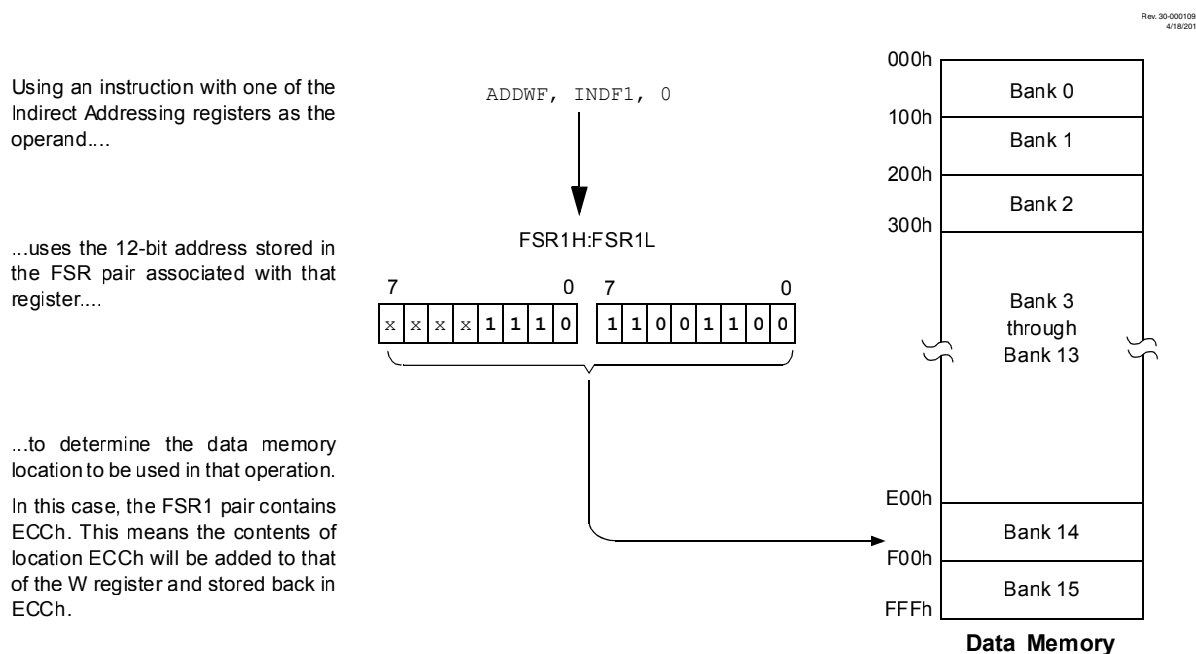 Rev. 30-000109
4/18/201
Using an instruction with one of the
Indirect Addressing registers as the
operand....
ADDWF, INDF1, 0
...uses the 12-bit address stored in
the FSR pair associated with that
register....
FSR1H:FSR1L
7 0 7 0
x x x x 1 1 1 0 1 1 0 0 1 1 0 0
...to determine the data memory
location to be used in that operation.
In this case, the FSR1 pair contains
ECCh. This means the contents of
location ECCh will be added to that
of the W register and stored back in
ECCh.
000h
Bank 0
100h
Bank 1
200h
Bank 2
300h
Bank 3
through
Bank 13
E00h
Bank 14
F00h
Bank 15
FFFh
Data Memory